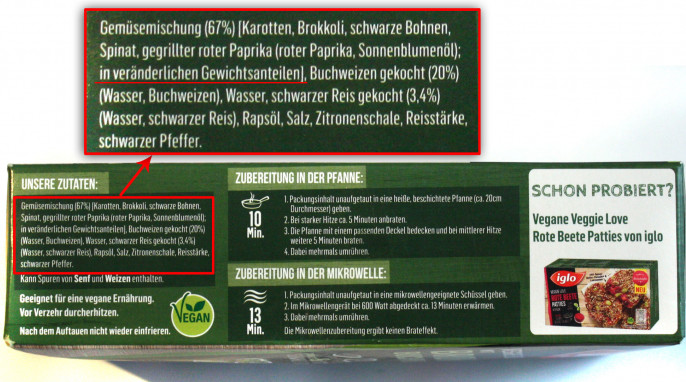 Gemüsemischung (67%) [Karotten, Brokkoli, schwarze Bohnen,
Spinat, gegrillter roter Paprika (roter Paprika, Sonnenblumenöl);
in veränderlichen Gewichtsanteilen], Buchweizen gekocht (20%)
(Wasser, Buchweizen), Wasser, schwarzer Reis gekocht (3,4%)
(Wasser, schwarzer Reis), Rapsöl, Salz, Zitronenschale, Reisstärke,
schwarzer Pfeffer.
UNSERE ZUTATEN:
Gemüsemischung (67%) [Karotten, Brokkoli, schwarze Bohnen,
Spinat, gegrillter roter Paprika (roter Paprika, Sonnenblumenöl);
in veränderlichen Gewichtsanteilen], Buchweizen gekocht (20%)
(Wasser, Buchweizen), Wasser, schwarzer Reis gekocht (3,4%)
(Wasser, schwarzer Reis), Rapsöl, Salz, Zitronenschale, Reisstärke,
schwarzer Pfeffer.
Kann Spuren von Senf und Weizen enthalten.
Geeignet für eine vegane Ernährung.
Vor Verzehr durcherhitzen.
Nach dem Auftauen nicht wieder einfrieren.
VEGAN
ZUBEREITUNG IN DER PFANNE:
10
Min.
1. Packungsinhalt unaufgetaut in eine heiße, beschichtete Pfanne (ca. 20cm
Durchmesser) geben.
2. Bei starker Hitze ca. 5 Minuten anbraten.
3. Die Pfanne mit einem passenden Deckel bedecken und bei mittlerer Hitze
weitere 5 Minuten braten.
4. Dabei mehrmals umrühren.
ZUBEREITUNG IN DER MIKROWELLE:
13
Min.
1. Packungsinhalt unaufgetaut in eine mikrowellengeeignete Schüssel geben.
2. Im Mikrowellengerät bei 600 Watt abgedeckt ca. 13 Minuten erwärmen.
3. Dabei mehrmals umrühren.
Die Mikrowellenzubereitung ergibt keinen Brateffekt.
SCHON PROBIERT?
Vegane Veggie Love
Rote Beete Patties von iglo
iglo
ROTE BEETE
PATTIES